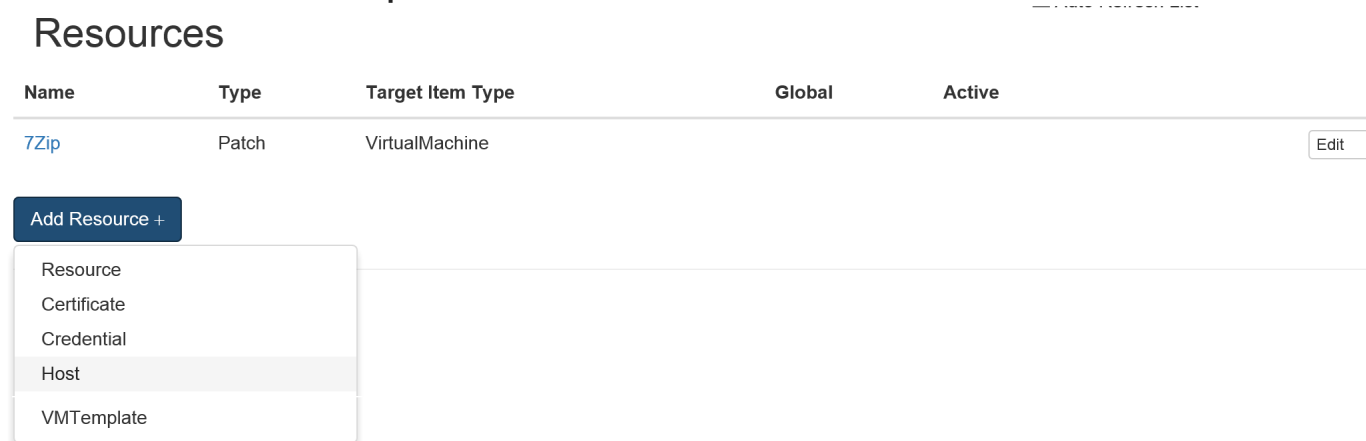 Resources
Name Type Target Item Type Global Active
7Zip Patch VirtualMachine Edit
Add Resource +
Resource
Certificate
Credential
Host
VMTemplate